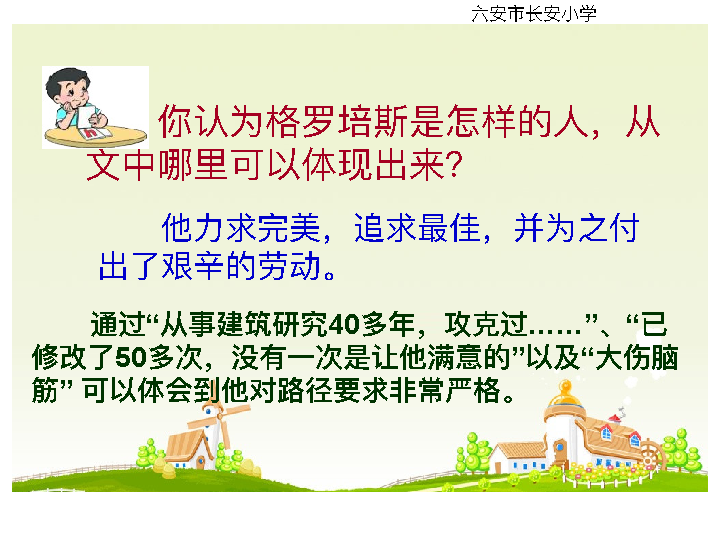 六安市长安小学
你认为格罗培斯是怎样的人，从
文中哪里可以体现出来？
他力求完美，追求最佳，并为之付
出了艰辛的劳动。
通过“从事建筑研究40多年，攻克过……”、“已
修改了50多次，没有一次是让他满意的”以及“大伤脑
筋” 可以体会到他对路径要求非常严格。